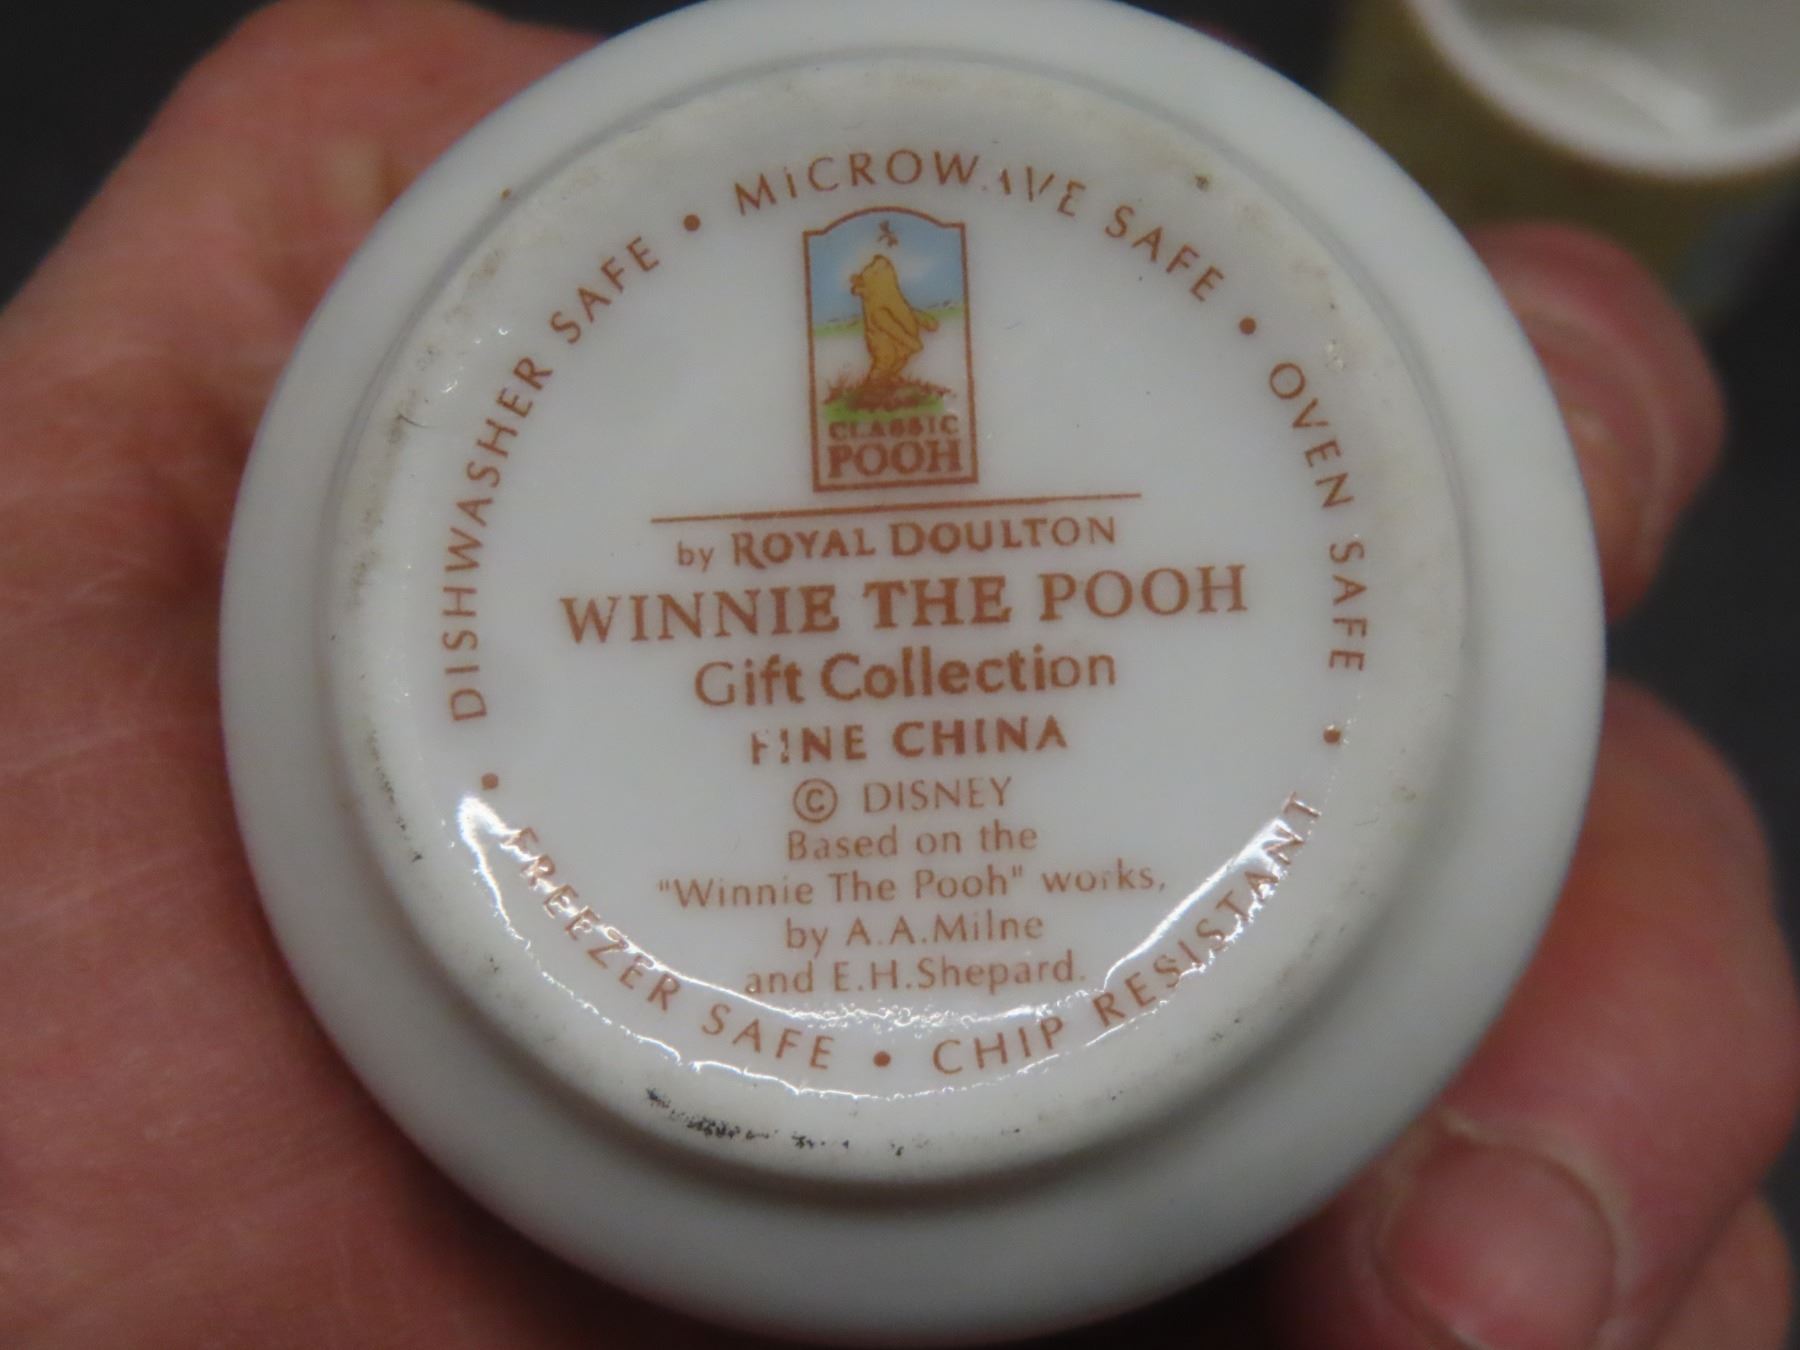 DISHWASHER SAFE • MICROWAVE SAFE • OVEN SAFE • CHIP RESISTANT • FREEZER SAFE •
CLASSIC
POOH
by ROYAL DOULTON
WINNIE THE POOH
Gift Collection
FINE CHINA
© DISNEY
Based on the
"Winnie The Pooh" works,
by A.A.Milne
and E.H.Shepard.